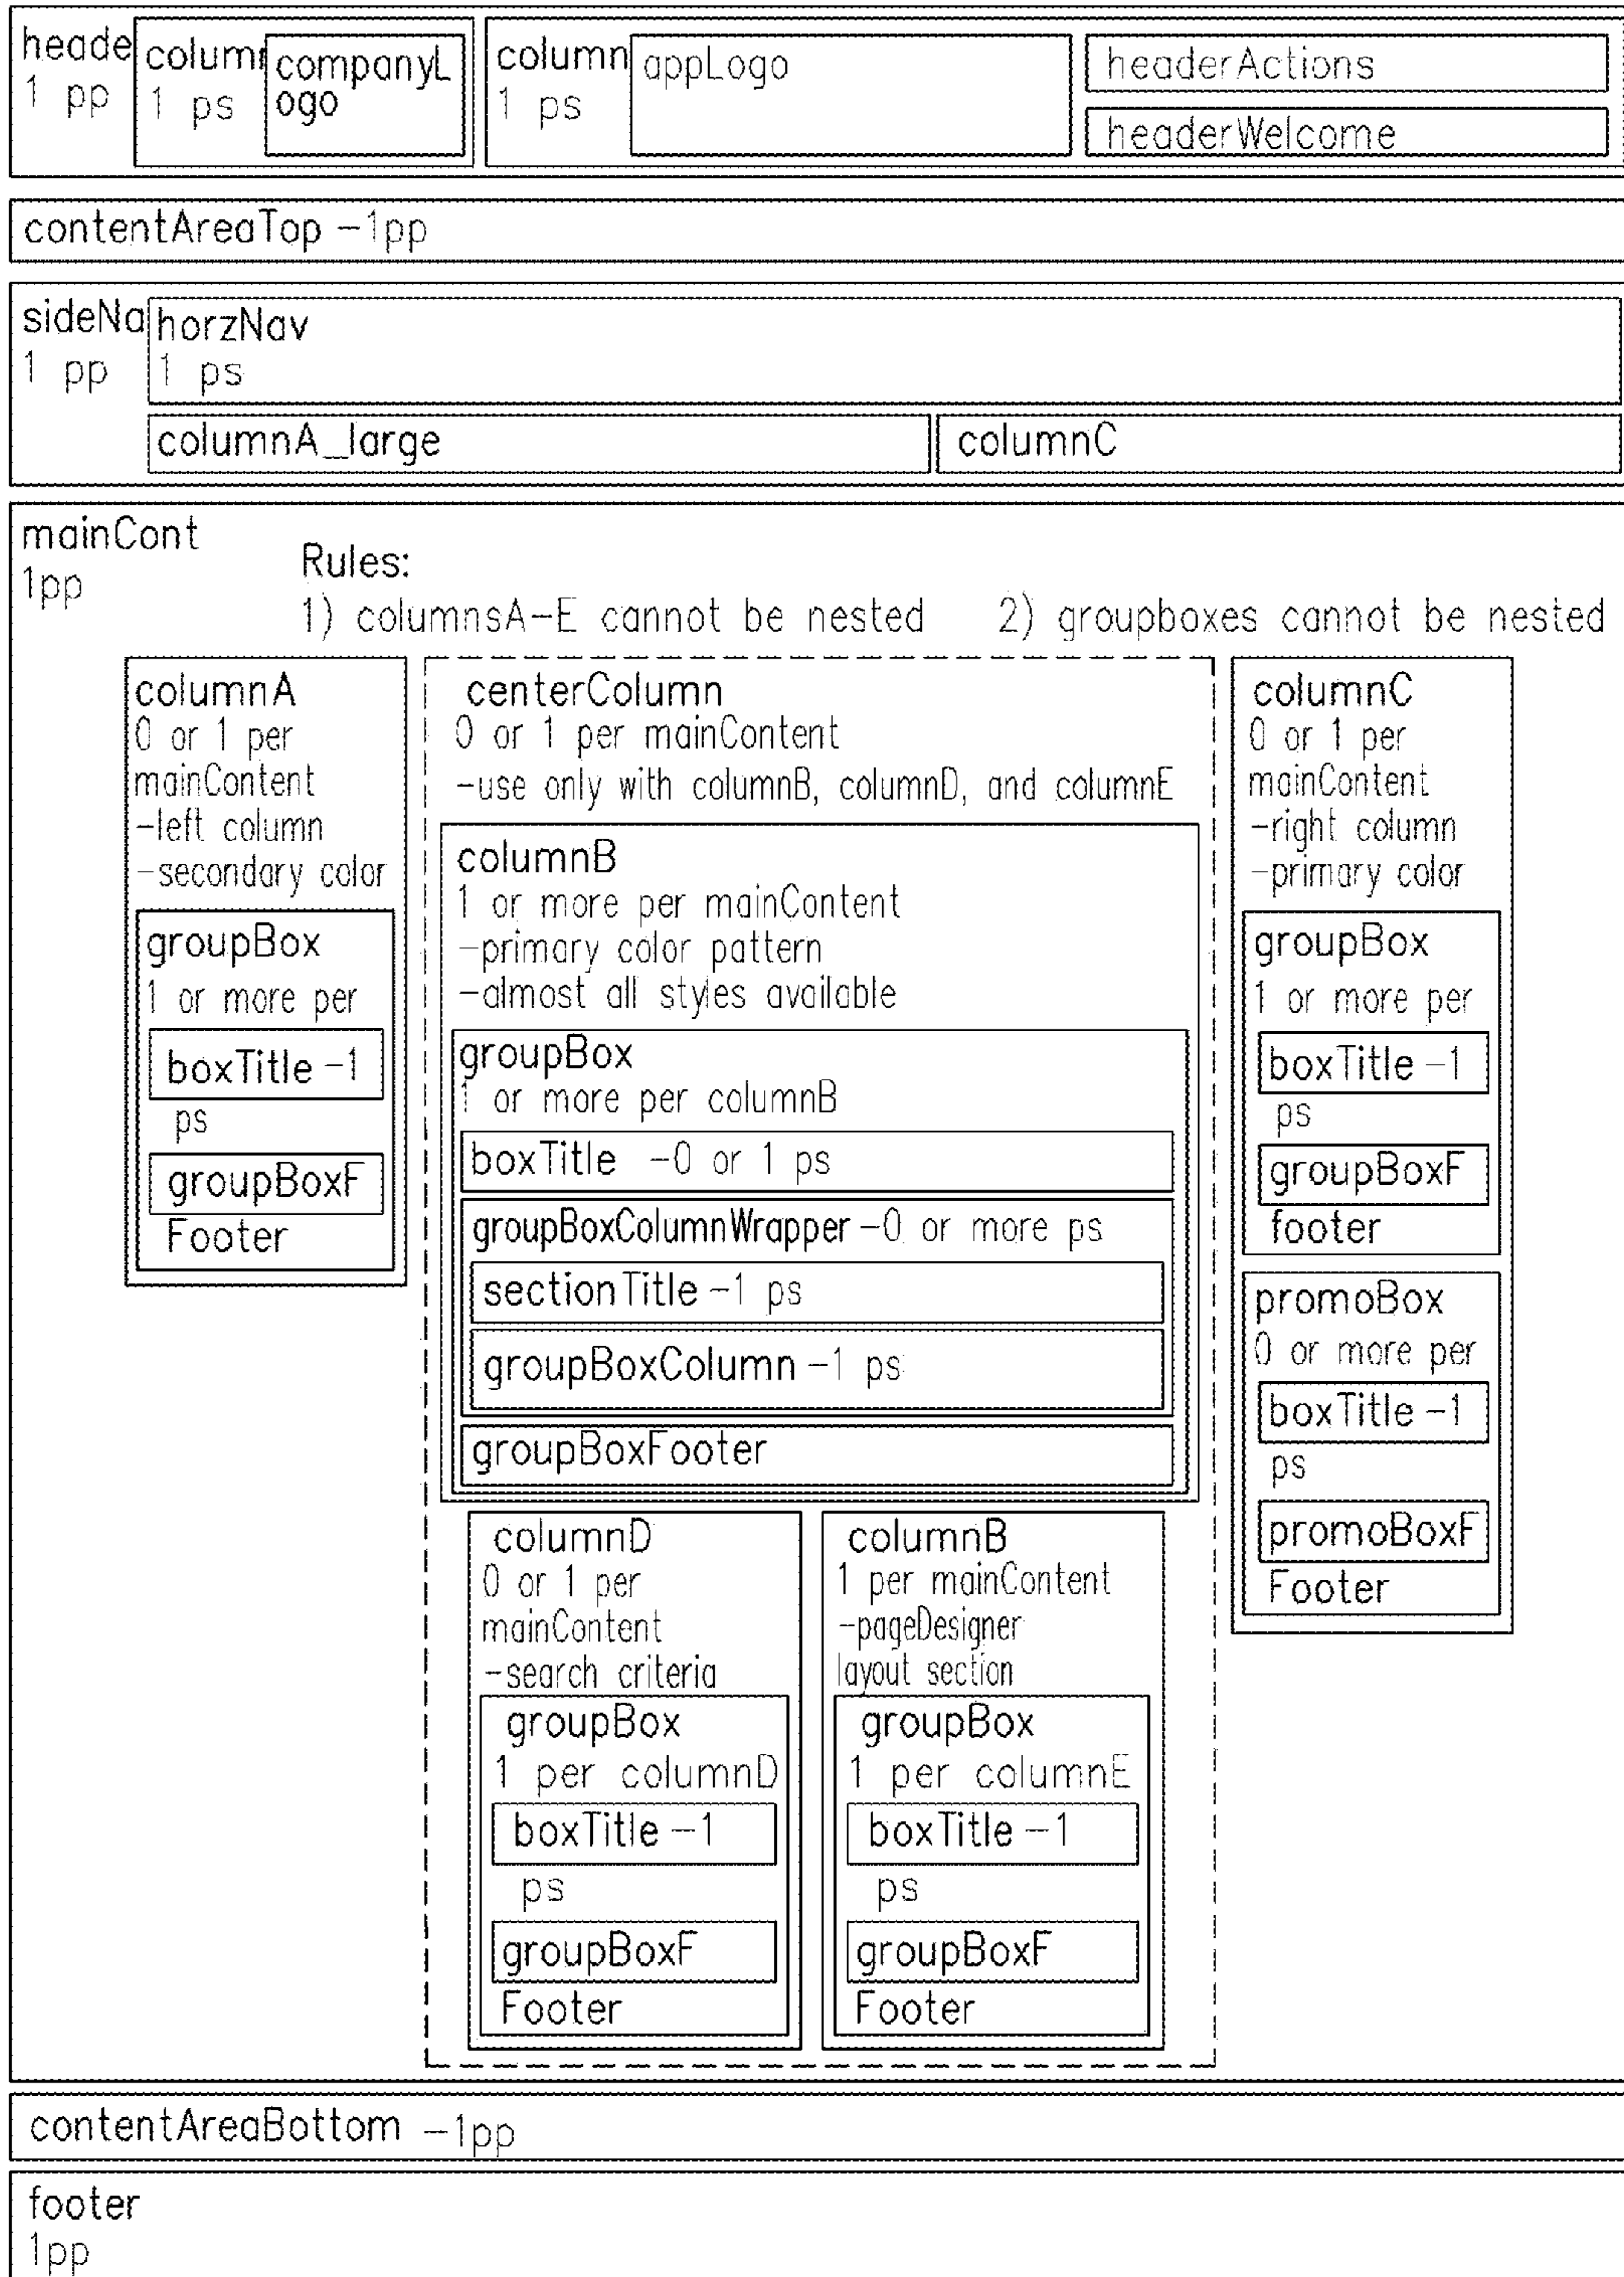 heade
1 pp
colum
1 ps
companyL
ogo
column
1 ps
appLogo
headerActions
headerWelcome
contentAreaTop -1pp
sideNa
1 pp
horzNav
1 ps
columnA_large
columnC
mainCont
1pp
Rules:
1) columnsA-E cannot be nested
2) groupboxes cannot be nested
columnA
0 or 1 per
mainContent
-left column
-secondary color
groupBox
1 or more per
boxTitle -1
ps
groupBoxF
Footer
centerColumn
0 or 1 per mainContent
-use only with columnB, columnD, and columnE
columnB
1 or more per mainContent
-primary color pattern
-almost all styles available
groupBox
1 or more per columnB
boxTitle -0 or 1 ps
groupBoxColumnWrapper -0 or more ps
sectionTitle -1 ps
groupBoxColumn -1 ps
groupBoxFooter
columnD
0 or 1 per
mainContent
-search criteria
groupBox
1 per columnD
boxTitle -1
ps
groupBoxF
Footer
columnB
1 per mainContent
-pageDesigner
layout section
groupBox
1 per columnE
boxTitle -1
ps
groupBoxF
Footer
columnC
0 or 1 per
mainContent
-right column
-primary color
groupBox
1 or more per
boxTitle -1
ps
groupBoxF
footer
promoBox
0 or more per
boxTitle -1
ps
promoBoxF
Footer
contentAreaBottom -1pp
footer
1pp